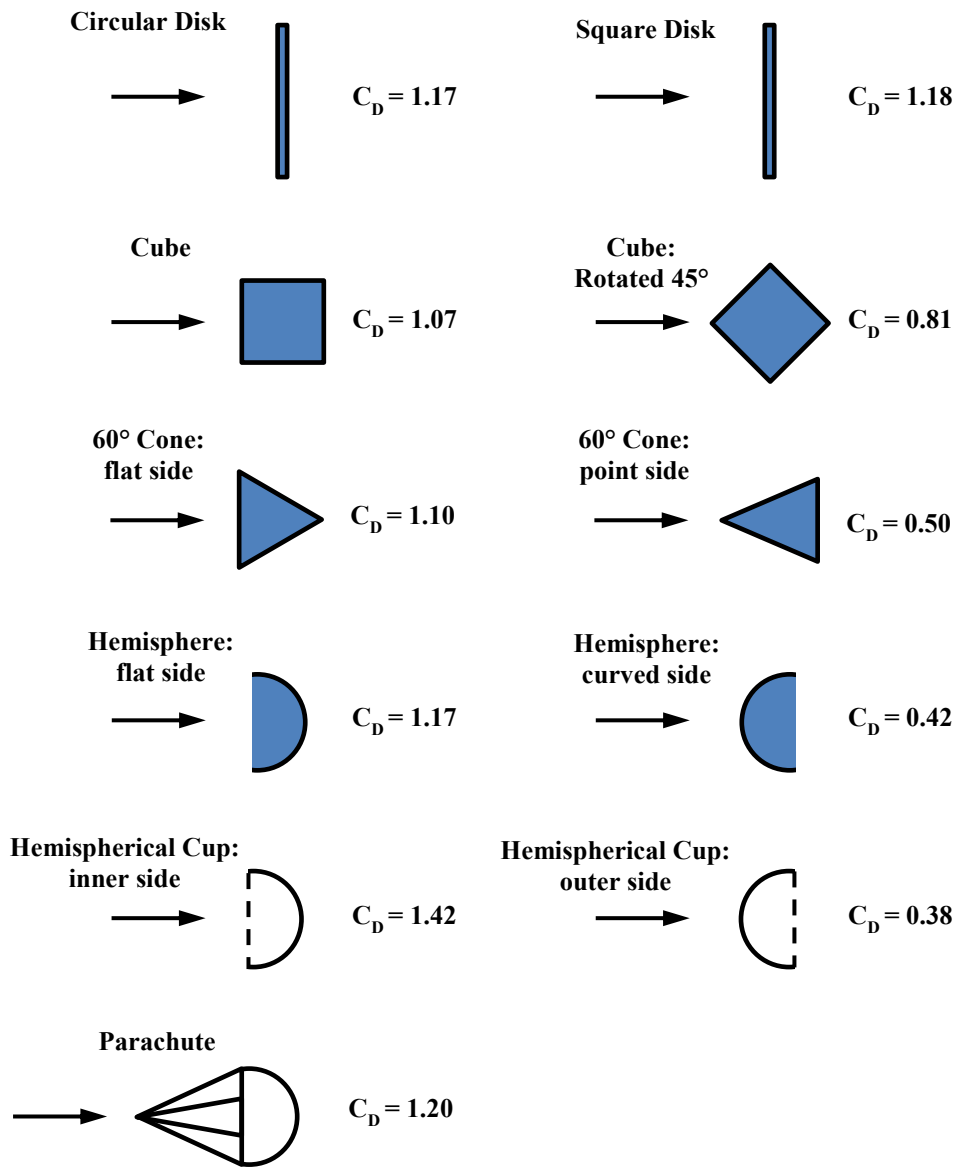 Circular Disk
C_D = 1.17
Square Disk
C_D = 1.18
Cube
C_D = 1.07
Cube:
Rotated 45°
C_D = 0.81
60° Cone:
flat side
C_D = 1.10
60° Cone:
point side
C_D = 0.50
Hemisphere:
flat side
C_D = 1.17
Hemisphere:
curved side
C_D = 0.42
Hemispherical Cup:
inner side
C_D = 1.42
Hemispherical Cup:
outer side
C_D = 0.38
Parachute
C_D = 1.20